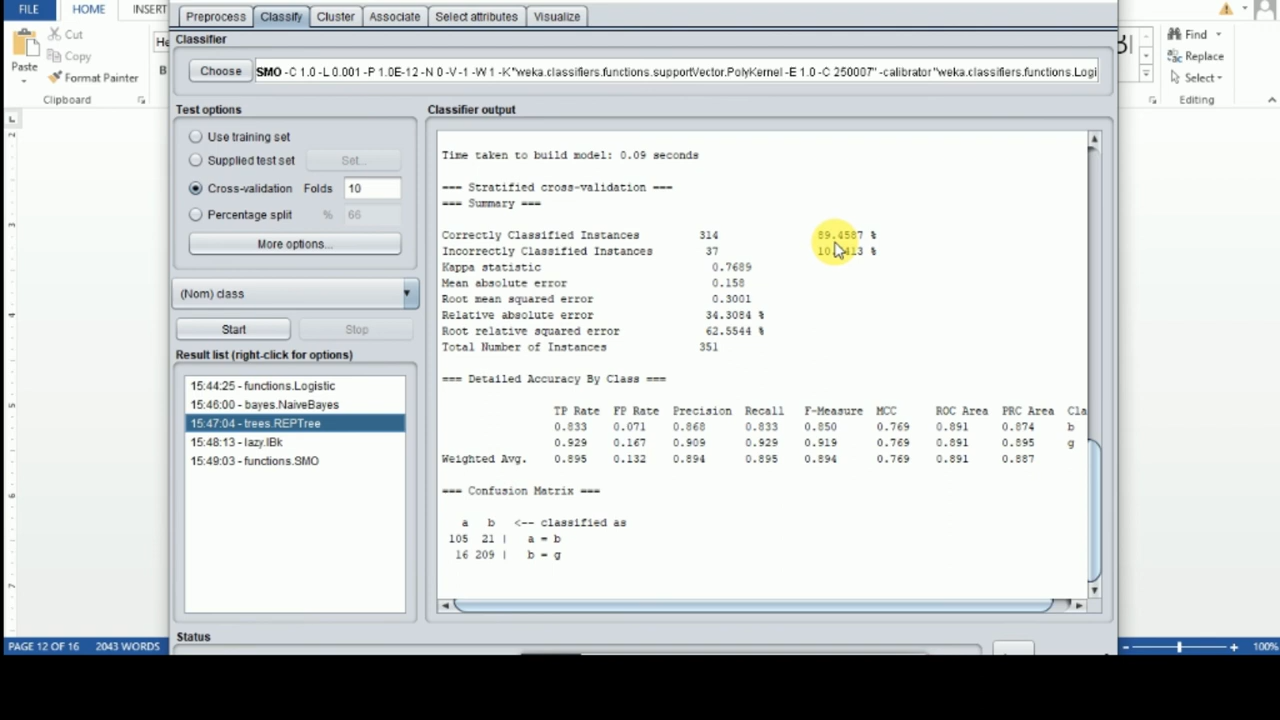 FILE HOME INSERT
Cut
Copy
Paste
Format Painter
Clipboard
Find
Replace
Select
Editing
Preprocess Classify Cluster Associate Select attributes Visualize
Classifier
Choose SMO -C 1.0 -L 0.001 -P 1.0E-12 -N 0 -V -1 -W 1 -K "weka.classifiers.functions.supportVector.PolyKernel -E 1.0 -C 250007" -calibrator "weka.classifiers.functions.Logi
Test options
Use training set
Supplied test set Set...
Cross-validation Folds 10
Percentage split % 66
More options...
(Nom) class
Start Stop
Result list (right-click for options)
15:44:25 - functions.Logistic
15:46:00 - bayes.NaiveBayes
15:47:04 - trees.REPTree
15:48:13 - lazy.IBk
15:49:03 - functions.SMO
Classifier output
Time taken to build model: 0.09 seconds
=== Stratified cross-validation ===
=== Summary ===
Correctly Classified Instances 314 89.4587 %
Incorrectly Classified Instances 37 %
Kappa statistic 0.7689
Mean absolute error 0.158
Root mean squared error 0.3001
Relative absolute error 34.3084 %
Root relative squared error 62.5544 %
Total Number of Instances 351
=== Detailed Accuracy By Class ===
TP Rate FP Rate Precision Recall F-Measure MCC ROC Area PRC Area Cla
0.833 0.071 0.868 0.833 0.850 0.769 0.891 0.874 b
0.929 0.167 0.909 0.929 0.919 0.769 0.891 0.895 g
Weighted Avg. 0.895 0.132 0.894 0.895 0.894 0.769 0.891 0.887
=== Confusion Matrix ===
a b <-- classified as
105 21 | a = b
16 209 | b = g
Status
PAGE 12 OF 16 2043 WORDS
100%